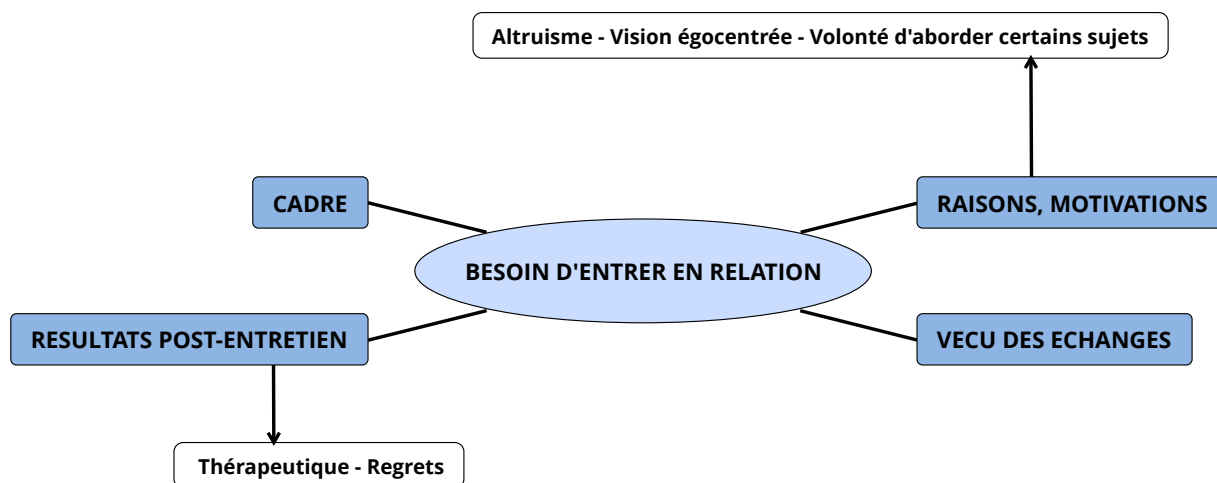 Altruisme - Vision égocentrée - Volonté d'aborder certains sujets
CADRE
RAISONS, MOTIVATIONS
BESOIN D'ENTRER EN RELATION
RESULTATS POST-ENTRETIEN
VECU DES ECHANGES
Thérapeutique - Regrets